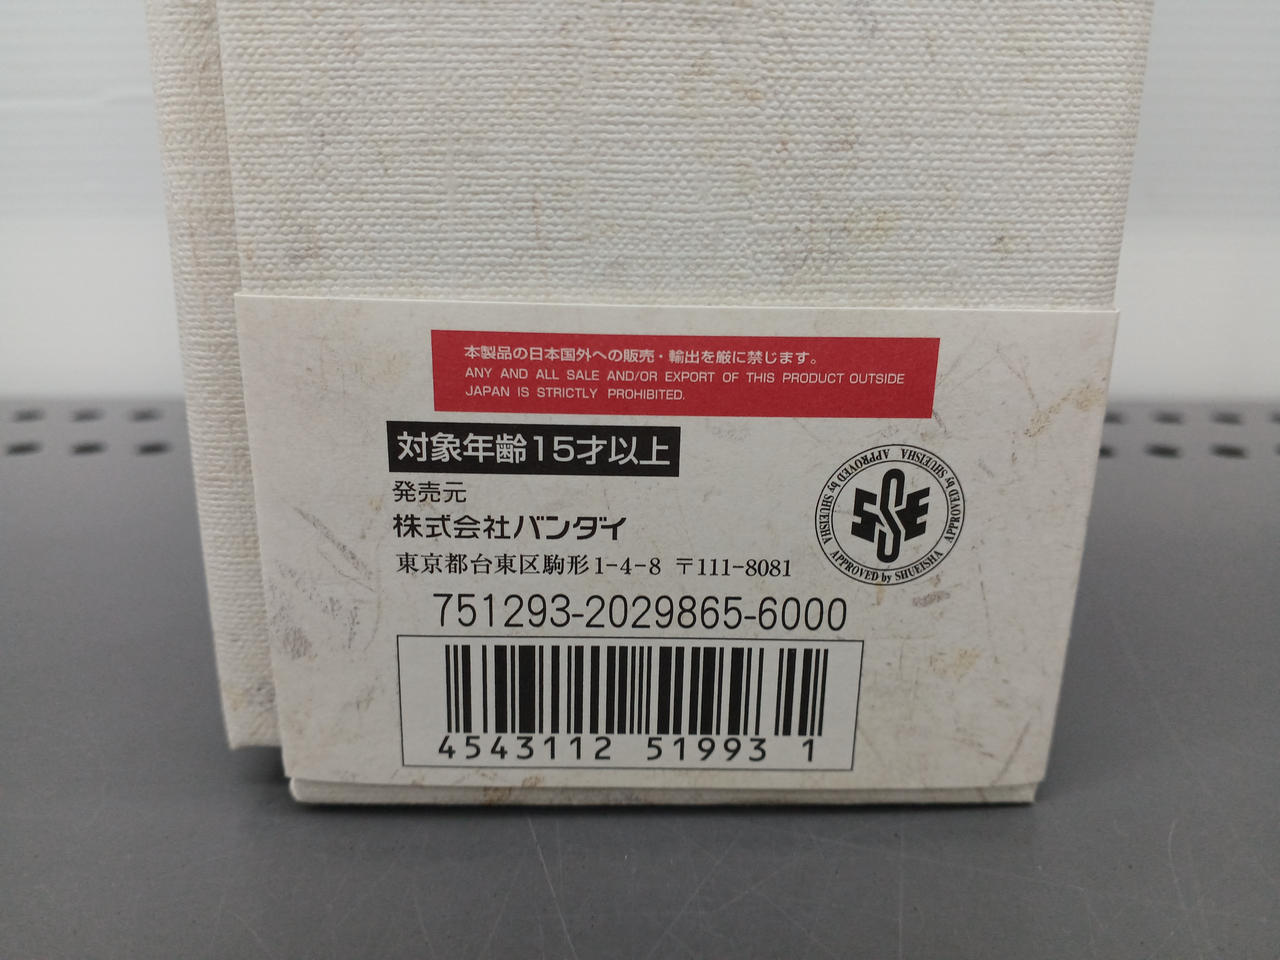 本製品の日本国外への販売・輸出を厳に禁じます。
ANY AND ALL SALE AND/OR EXPORT OF THIS PRODUCT OUTSIDE
JAPAN IS STRICTLY PROHIBITED.
対象年齢15才以上
発売元
株式会社バンダイ
東京都台東区駒形1-4-8 〒111-8081
APPROVED by SHUEISHA APPROVED by SHUEISHA APPROVED by SHUEISHA
SSE
751293-2029865-6000
4543112 51993 1